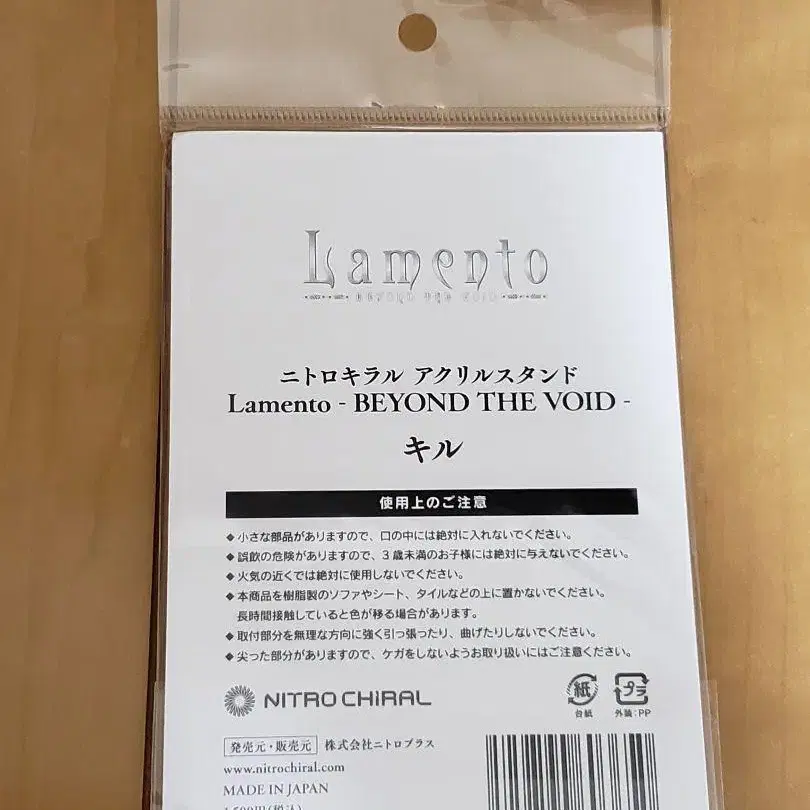 Lamento
BEYOND THE VOID
ニトロキラル アクリルスタンド
Lamento - BEYOND THE VOID -
キル
使用上のご注意
◆小さな部品がありますので、口の中には絶対に入れないでください。
◆誤飲の危険がありますので、3歳未満のお子様には絶対に与えないでください。
◆火気の近くでは絶対に使用しないでください。
◆本商品を樹脂製のソファやシート、タイルなどの上に置かないでください。
長時間接触していると色が移る場合があります。
◆取付部分を無理な方向に強く引っ張ったり、曲げたりしないでください。
◆尖った部分がありますので、ケガをしないようお取り扱いにはご注意ください。
NITRO CHiRAL
紙 プラ
台紙 外装:PP
発売元・販売元 株式会社ニトロプラス
www.nitrochiral.com
MADE IN JAPAN
1,500円(税込)